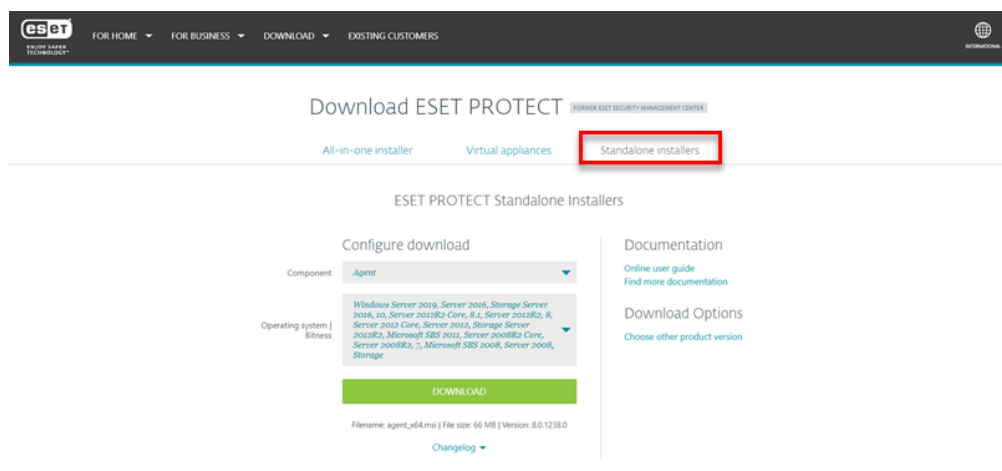 eset
ENJOY SAFER
TECHNOLOGY™
FOR HOME
FOR BUSINESS
DOWNLOAD
EXISTING CUSTOMERS
INTERNATIONAL
Download ESET PROTECT
FORMER ESET SECURITY MANAGEMENT CENTER
All-in-one installer
Virtual appliances
Standalone installers
ESET PROTECT Standalone Installers
Configure download
Component
Agent
Operating system |
Bitness
Windows Server 2019, Server 2016, Storage Server
2016, 10, Server 2012R2 Core, 8.1, Server 2012R2, 8,
Server 2012 Core, Server 2012, Storage Server
2012R2, Microsoft SBS 2011, Server 2008R2 Core,
Server 2008R2, 7, Microsoft SBS 2008, Server 2008,
Storage
DOWNLOAD
Filename: agent_x64.msi | File size: 66 MB | Version: 8.0.1238.0
Changelog
Documentation
Online user guide
Find more documentation
Download Options
Choose other product version